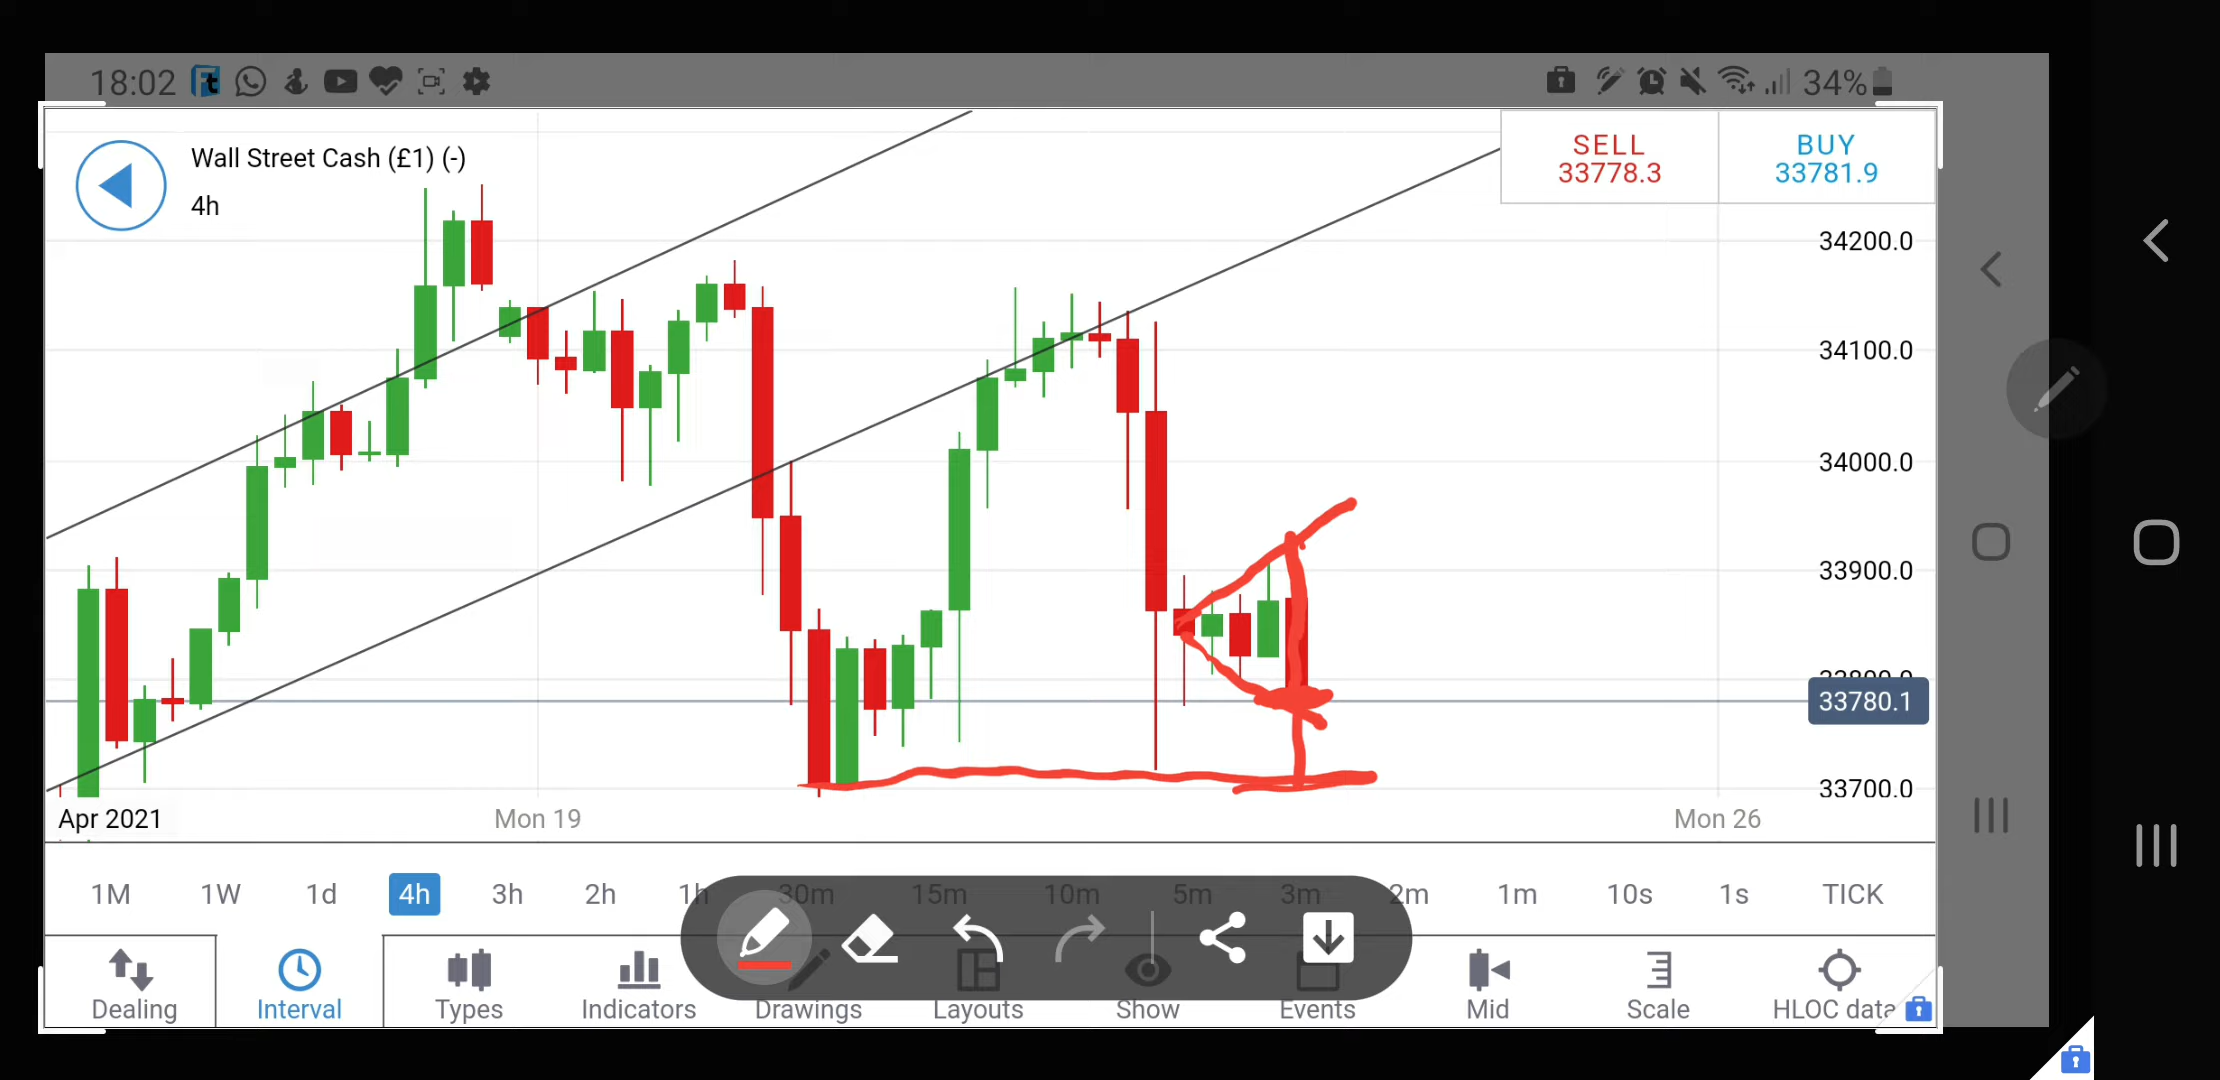 18:02
34%
Wall Street Cash (£1) (-)
4h
SELL
33778.3
BUY
33781.9
34200.0
34100.0
34000.0
33900.0
33800.0
33780.1
33700.0
Apr 2021
Mon 19
Mon 26
1M 1W 1d 4h 3h 2h 1h 30m 15m 10m 5m 3m 2m 1m 10s 1s TICK
Dealing Interval Types Indicators Drawings Layouts Show Events Mid Scale HLOC data